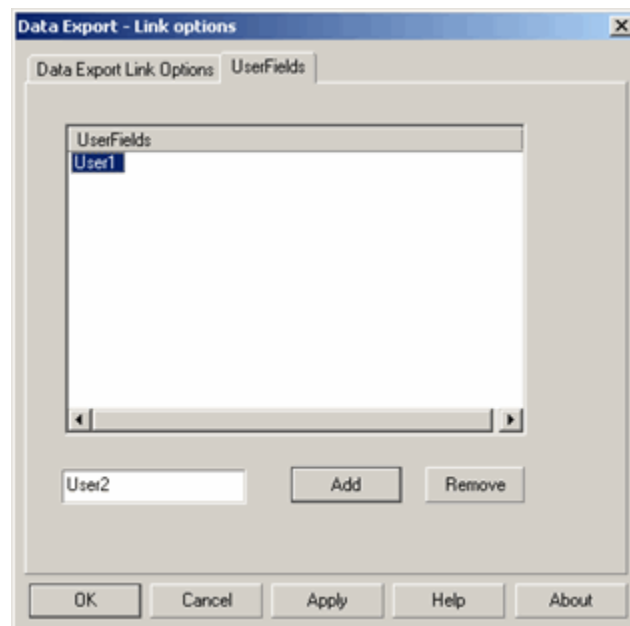 Data Export - Link options
Data Export Link Options UserFields
UserFields
User1
User2 Add Remove
OK Cancel Apply Help About